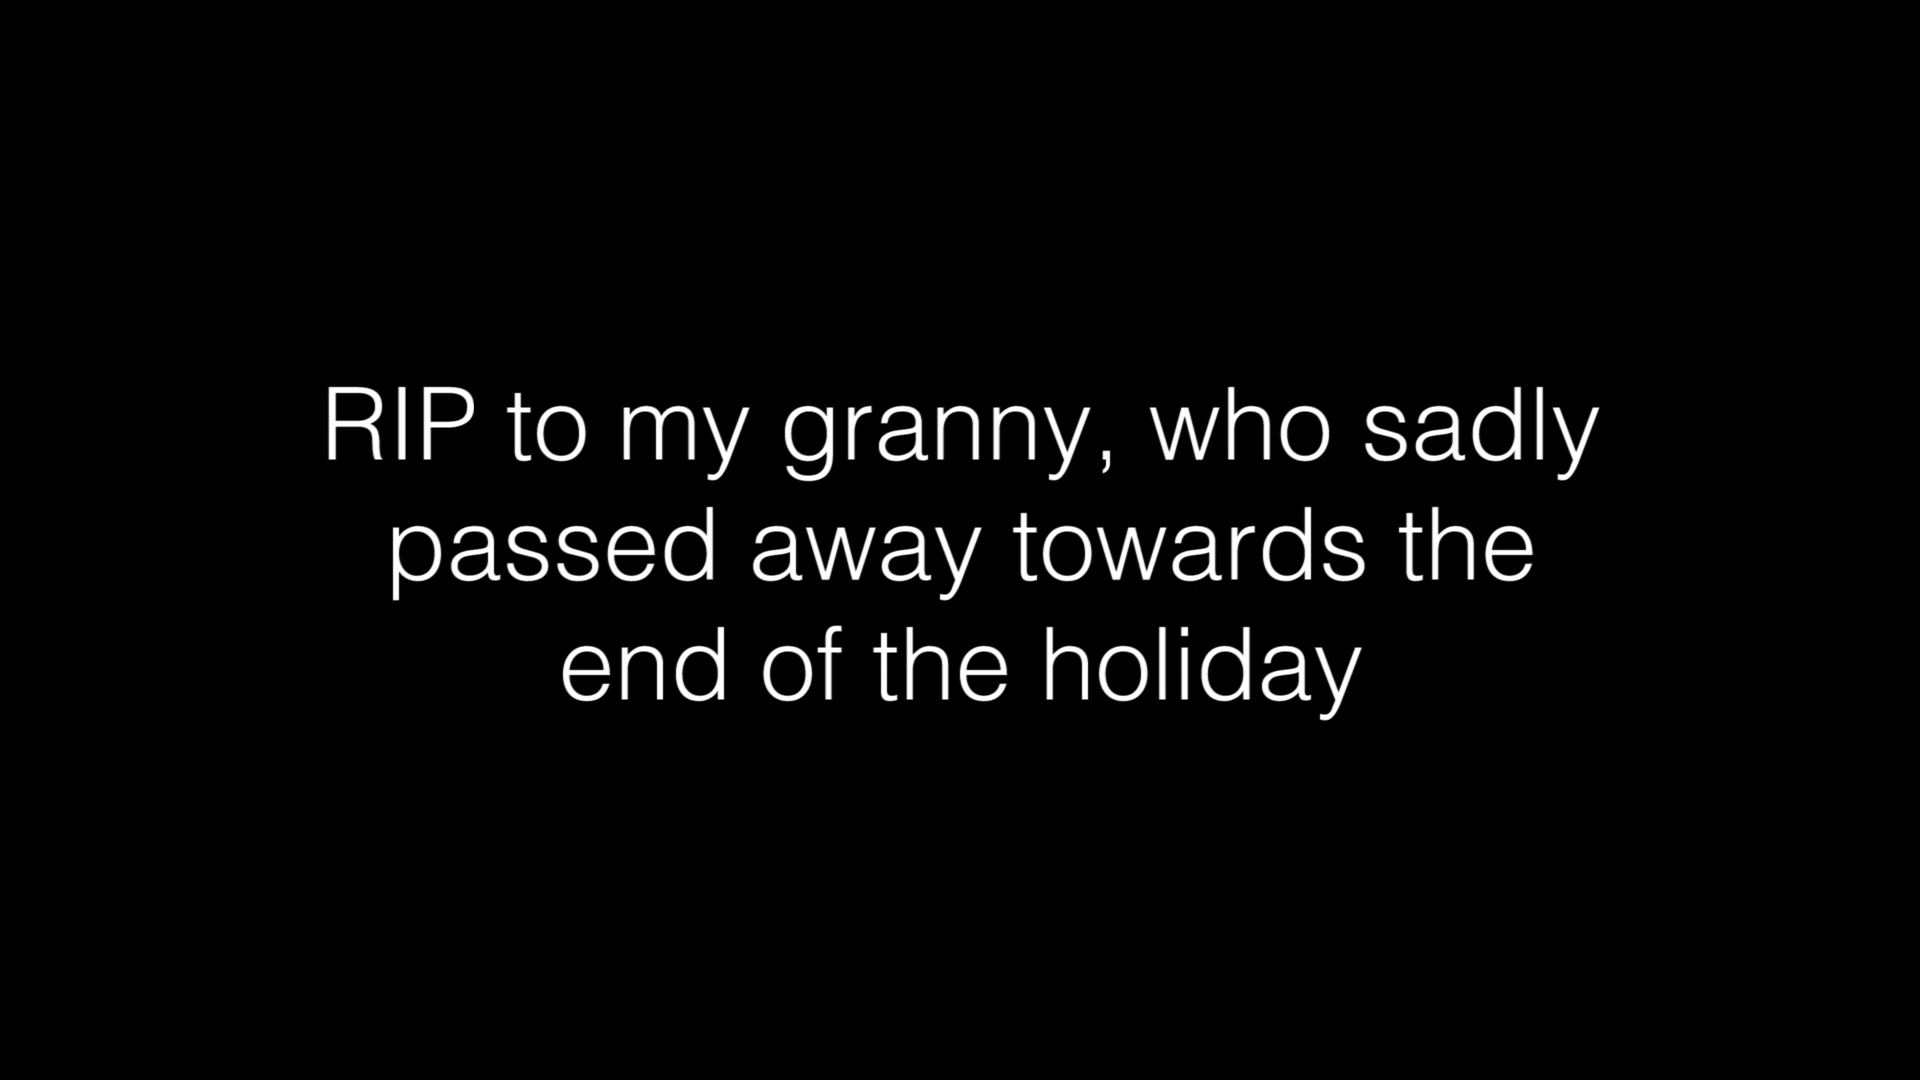 RIP to my granny, who sadly
passed away towards the
end of the holiday